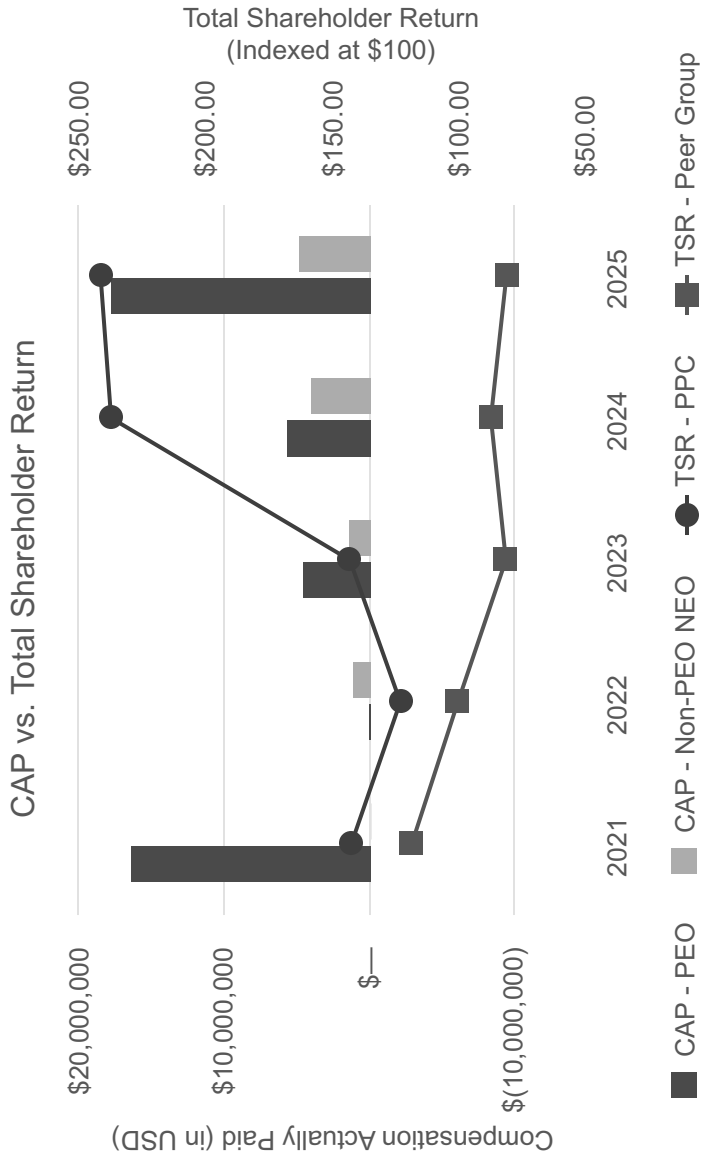 CAP vs. Total Shareholder Return
Compensation Actually Paid (in USD)
$20,000,000
$10,000,000
$—
$(10,000,000)
Total Shareholder Return
(Indexed at $100)
$250.00
$200.00
$150.00
$100.00
$50.00
2021
2022
2023
2024
2025
CAP - PEO
CAP - Non-PEO NEO
TSR - PPC
TSR - Peer Group